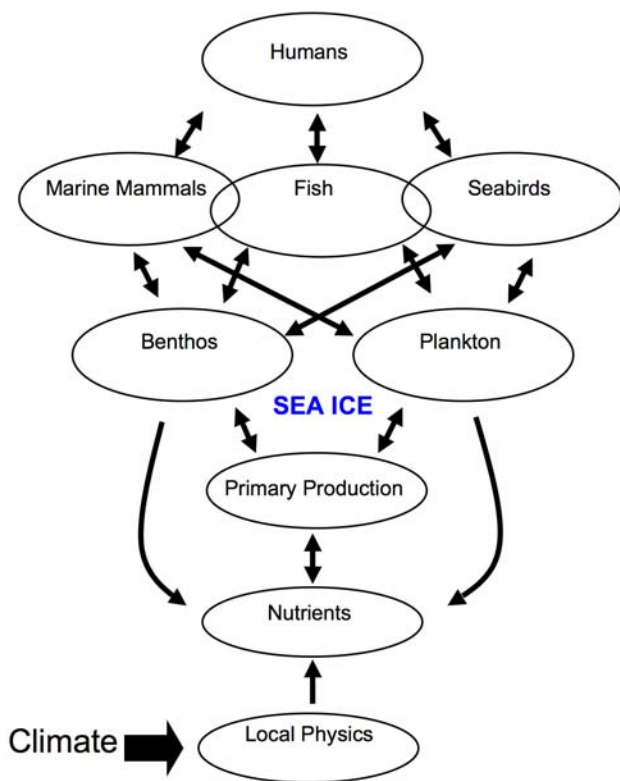 Humans
Marine Mammals
Fish
Seabirds
Benthos
Plankton
SEA ICE
Primary Production
Nutrients
Local Physics
Climate